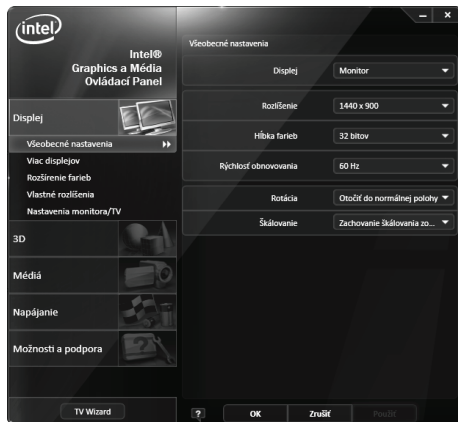 intel
Intel®
Graphics a Média
Ovládací Panel
Displej
Všeobecné nastavenia
Viac displejov
Rozšírenie farieb
Vlastné rozlíšenia
Nastavenia monitora/TV
3D
Médiá
Napájanie
Možnosti a podpora
TV Wizard
Všeobecné nastavenia
Displej Monitor
Rozlíšenie 1440 x 900
Hĺbka farieb 32 bitov
Rýchlosť obnovovania 60 Hz
Rotácia Otočiť do normálnej polohy
Škálovanie Zachovanie škálovania zo...
? OK Zrušiť Použiť